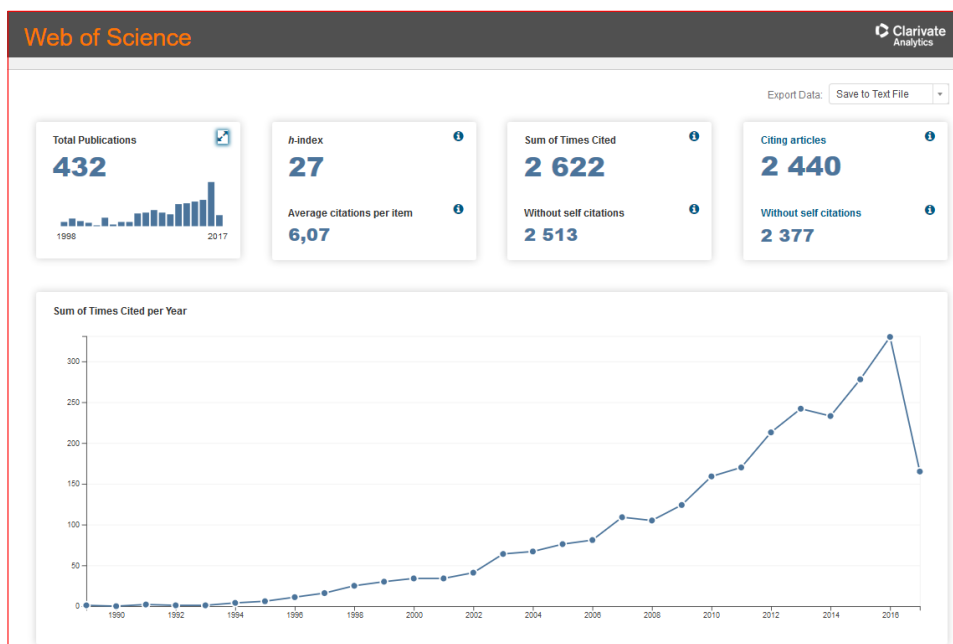 Web of Science
Clarivate
Analytics
Export Data: Save to Text File
Total Publications
432
1998 2017
h-index
27
Average citations per item
6,07
Sum of Times Cited
2 622
Without self citations
2 513
Citing articles
2 440
Without self citations
2 377
Sum of Times Cited per Year
300
250
200
150
100
50
0
1990 1992 1994 1996 1998 2000 2002 2004 2006 2008 2010 2012 2014 2016